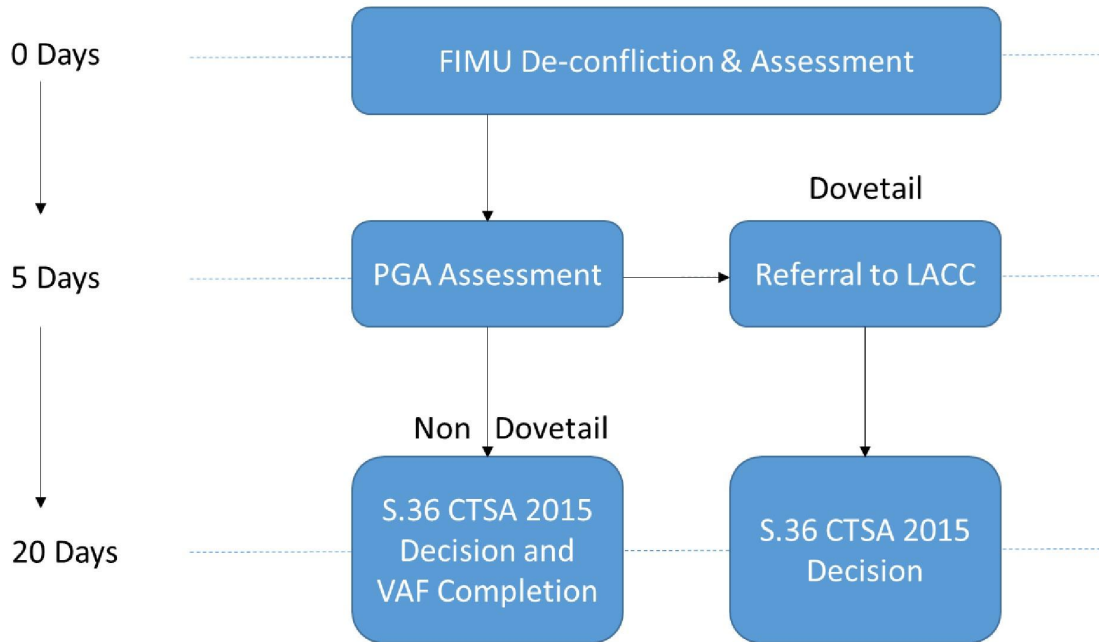 0 Days
FIMU De-confliction & Assessment
Dovetail
5 Days
PGA Assessment
Referral to LACC
Non Dovetail
20 Days
S.36 CTSA 2015
Decision and
VAF Completion
S.36 CTSA 2015
Decision